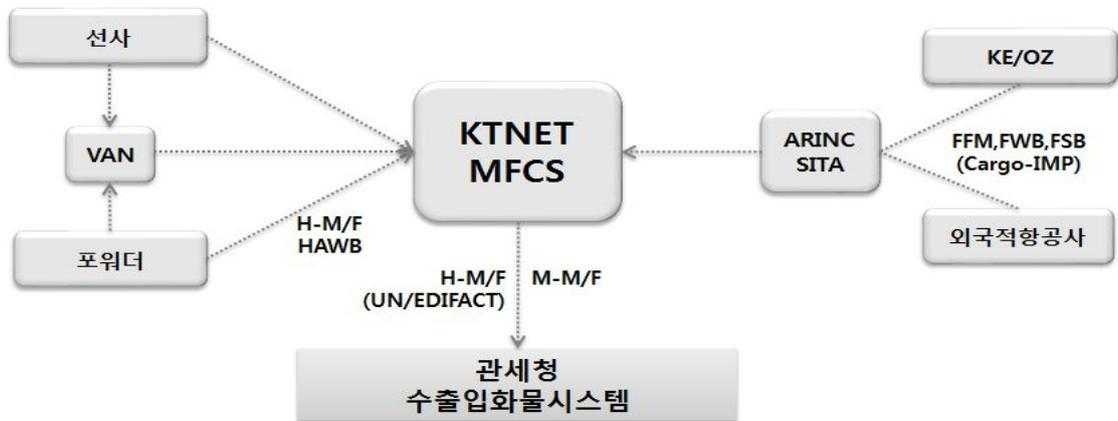 선사
VAN
포워더
H-M/F
HAWB
KTNET
MFCS
H-M/F
(UN/EDIFACT)
M-M/F
관세청
수출입화물시스템
ARINC
SITA
KE/OZ
FFM,FWB,FSB
(Cargo-IMP)
외국적항공사